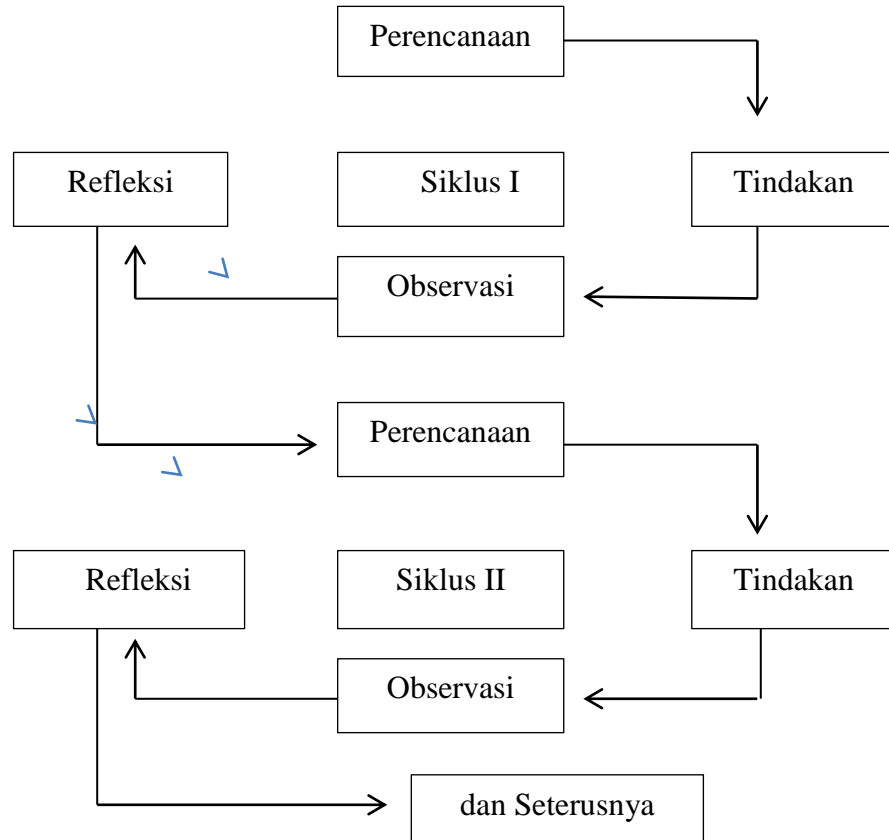 Perencanaan
Refleksi
Siklus I
Tindakan
Observasi
Perencanaan
Refleksi
Siklus II
Tindakan
Observasi
dan Seterusnya